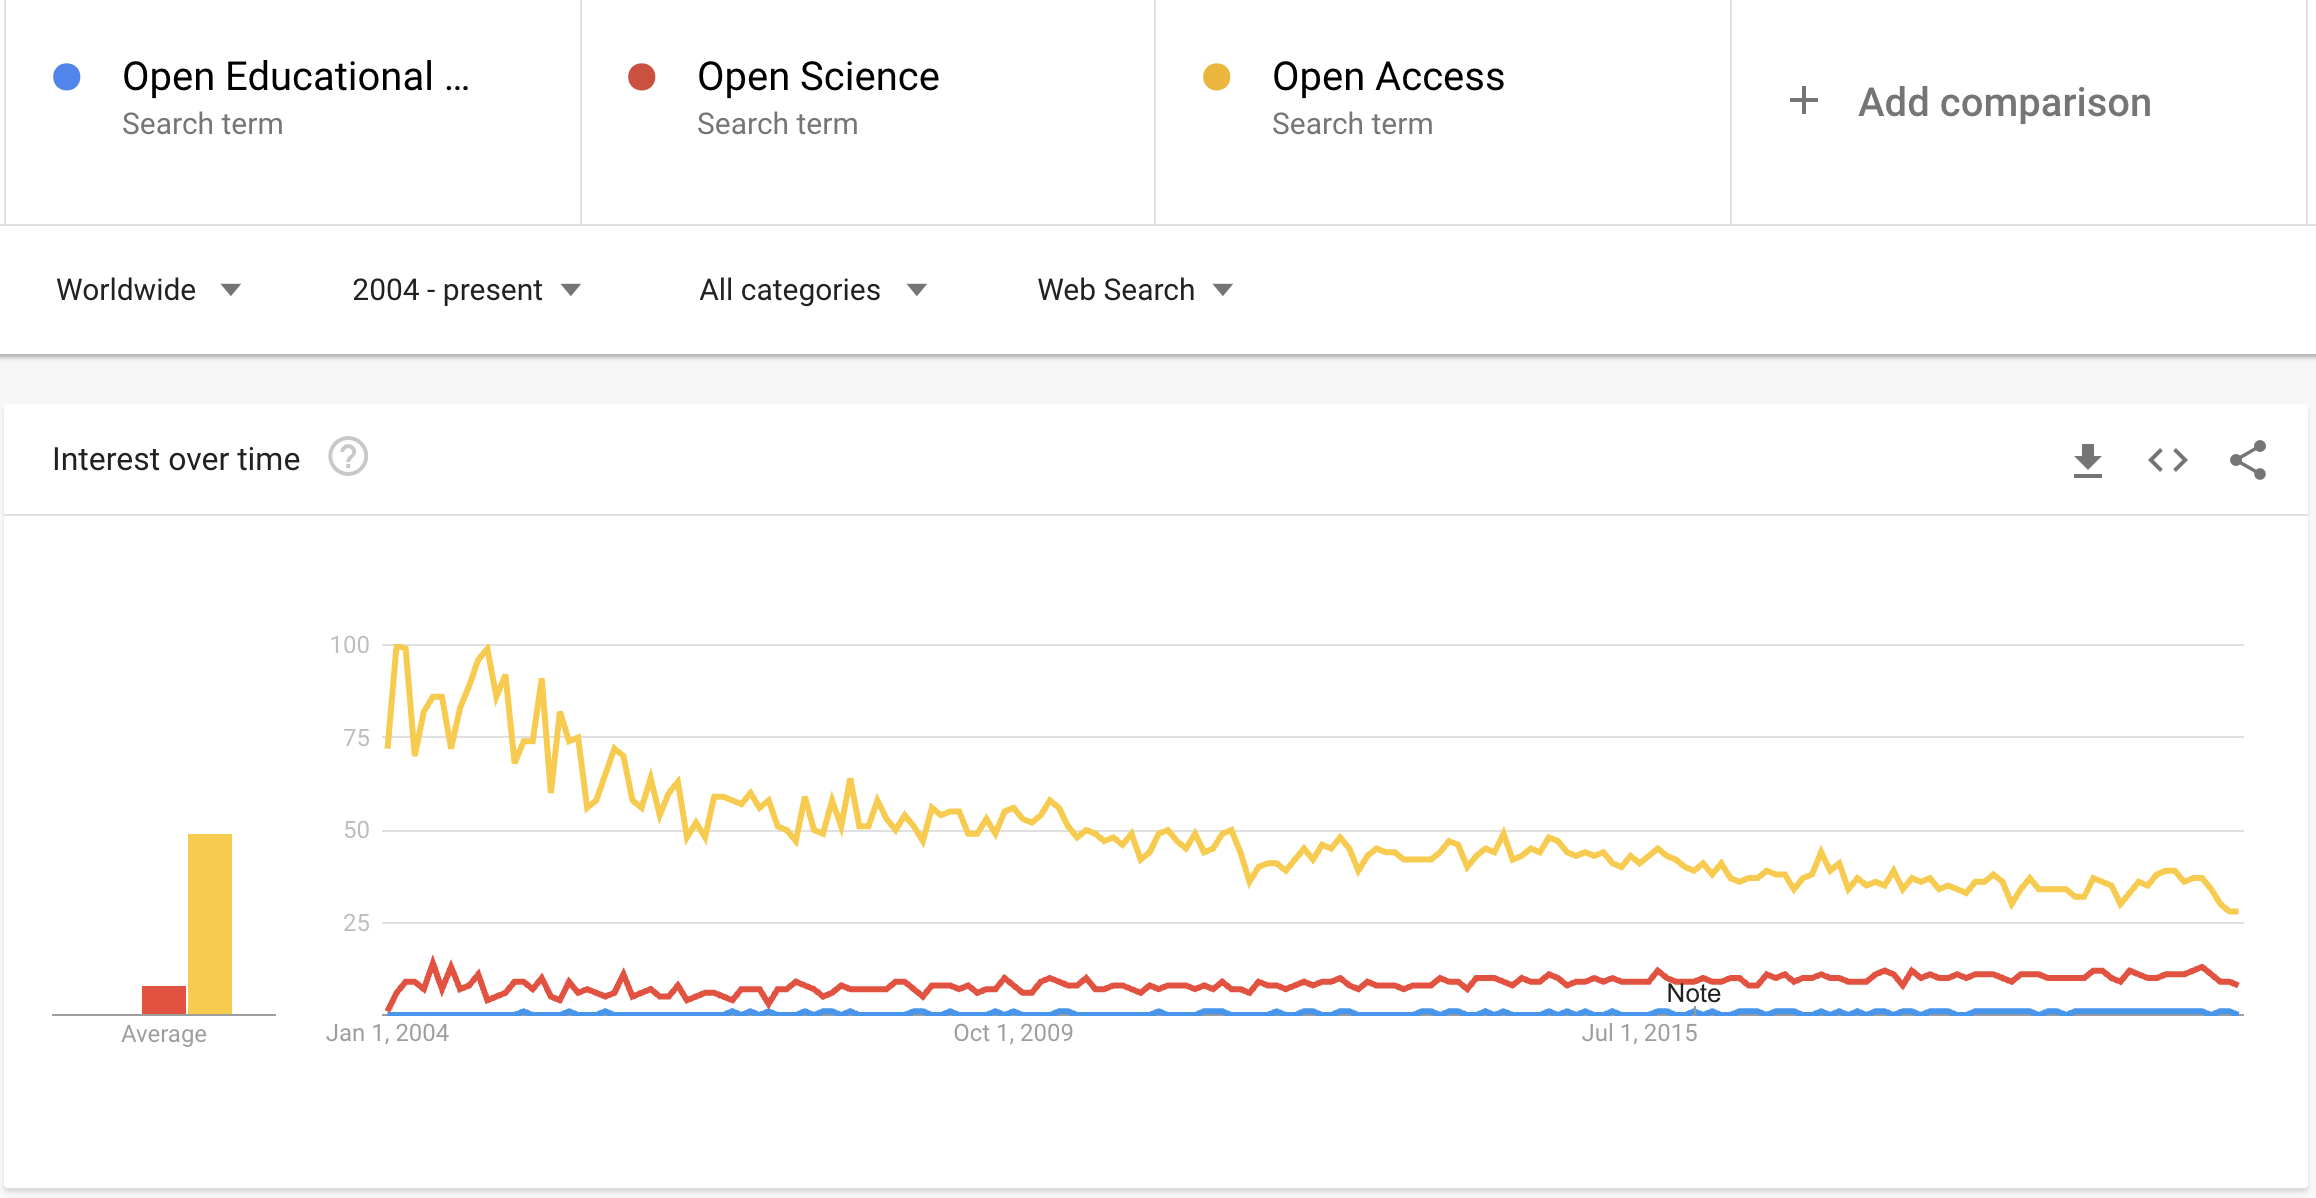 Open Educational ...
Search term
Open Science
Search term
Open Access
Search term
+ Add comparison
Worldwide
2004 - present
All categories
Web Search
Interest over time ?
100
75
50
25
Note
Average
Jan 1, 2004
Oct 1, 2009
Jul 1, 2015